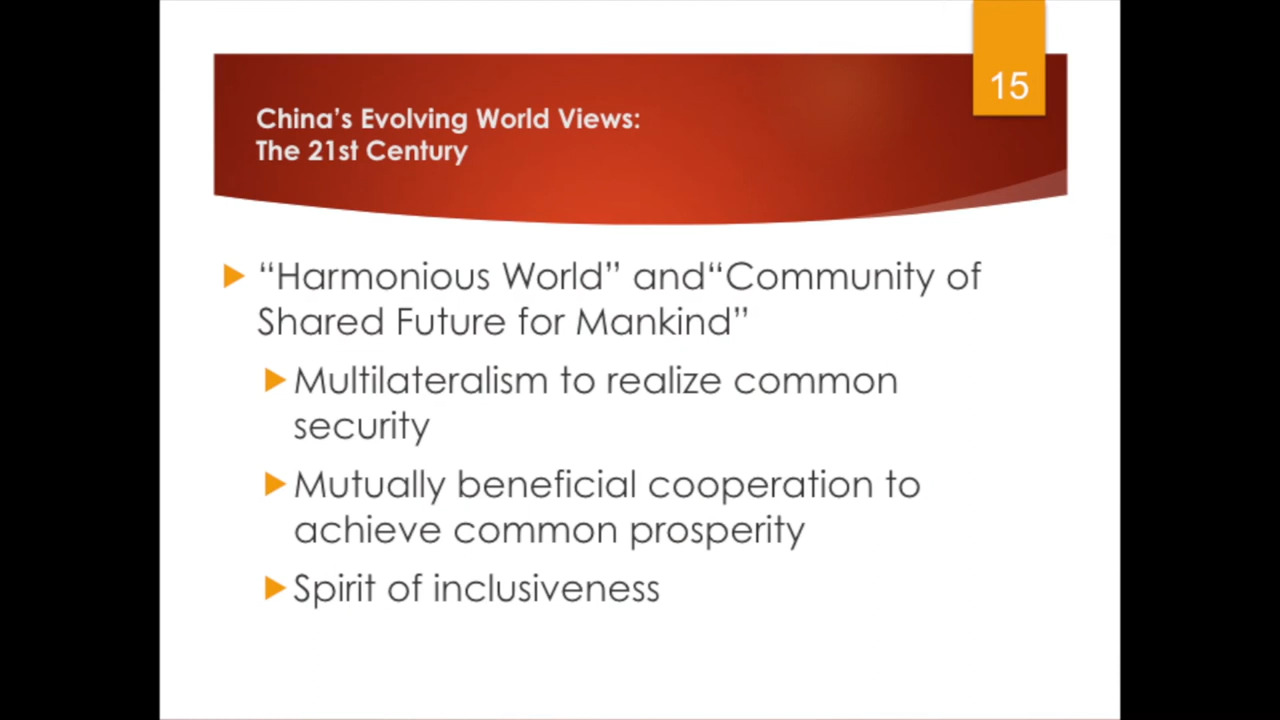 15
China's Evolving World Views:
The 21st Century
“Harmonious World” and“Community of
Shared Future for Mankind”
Multilateralism to realize common
security
Mutually beneficial cooperation to
achieve common prosperity
Spirit of inclusiveness